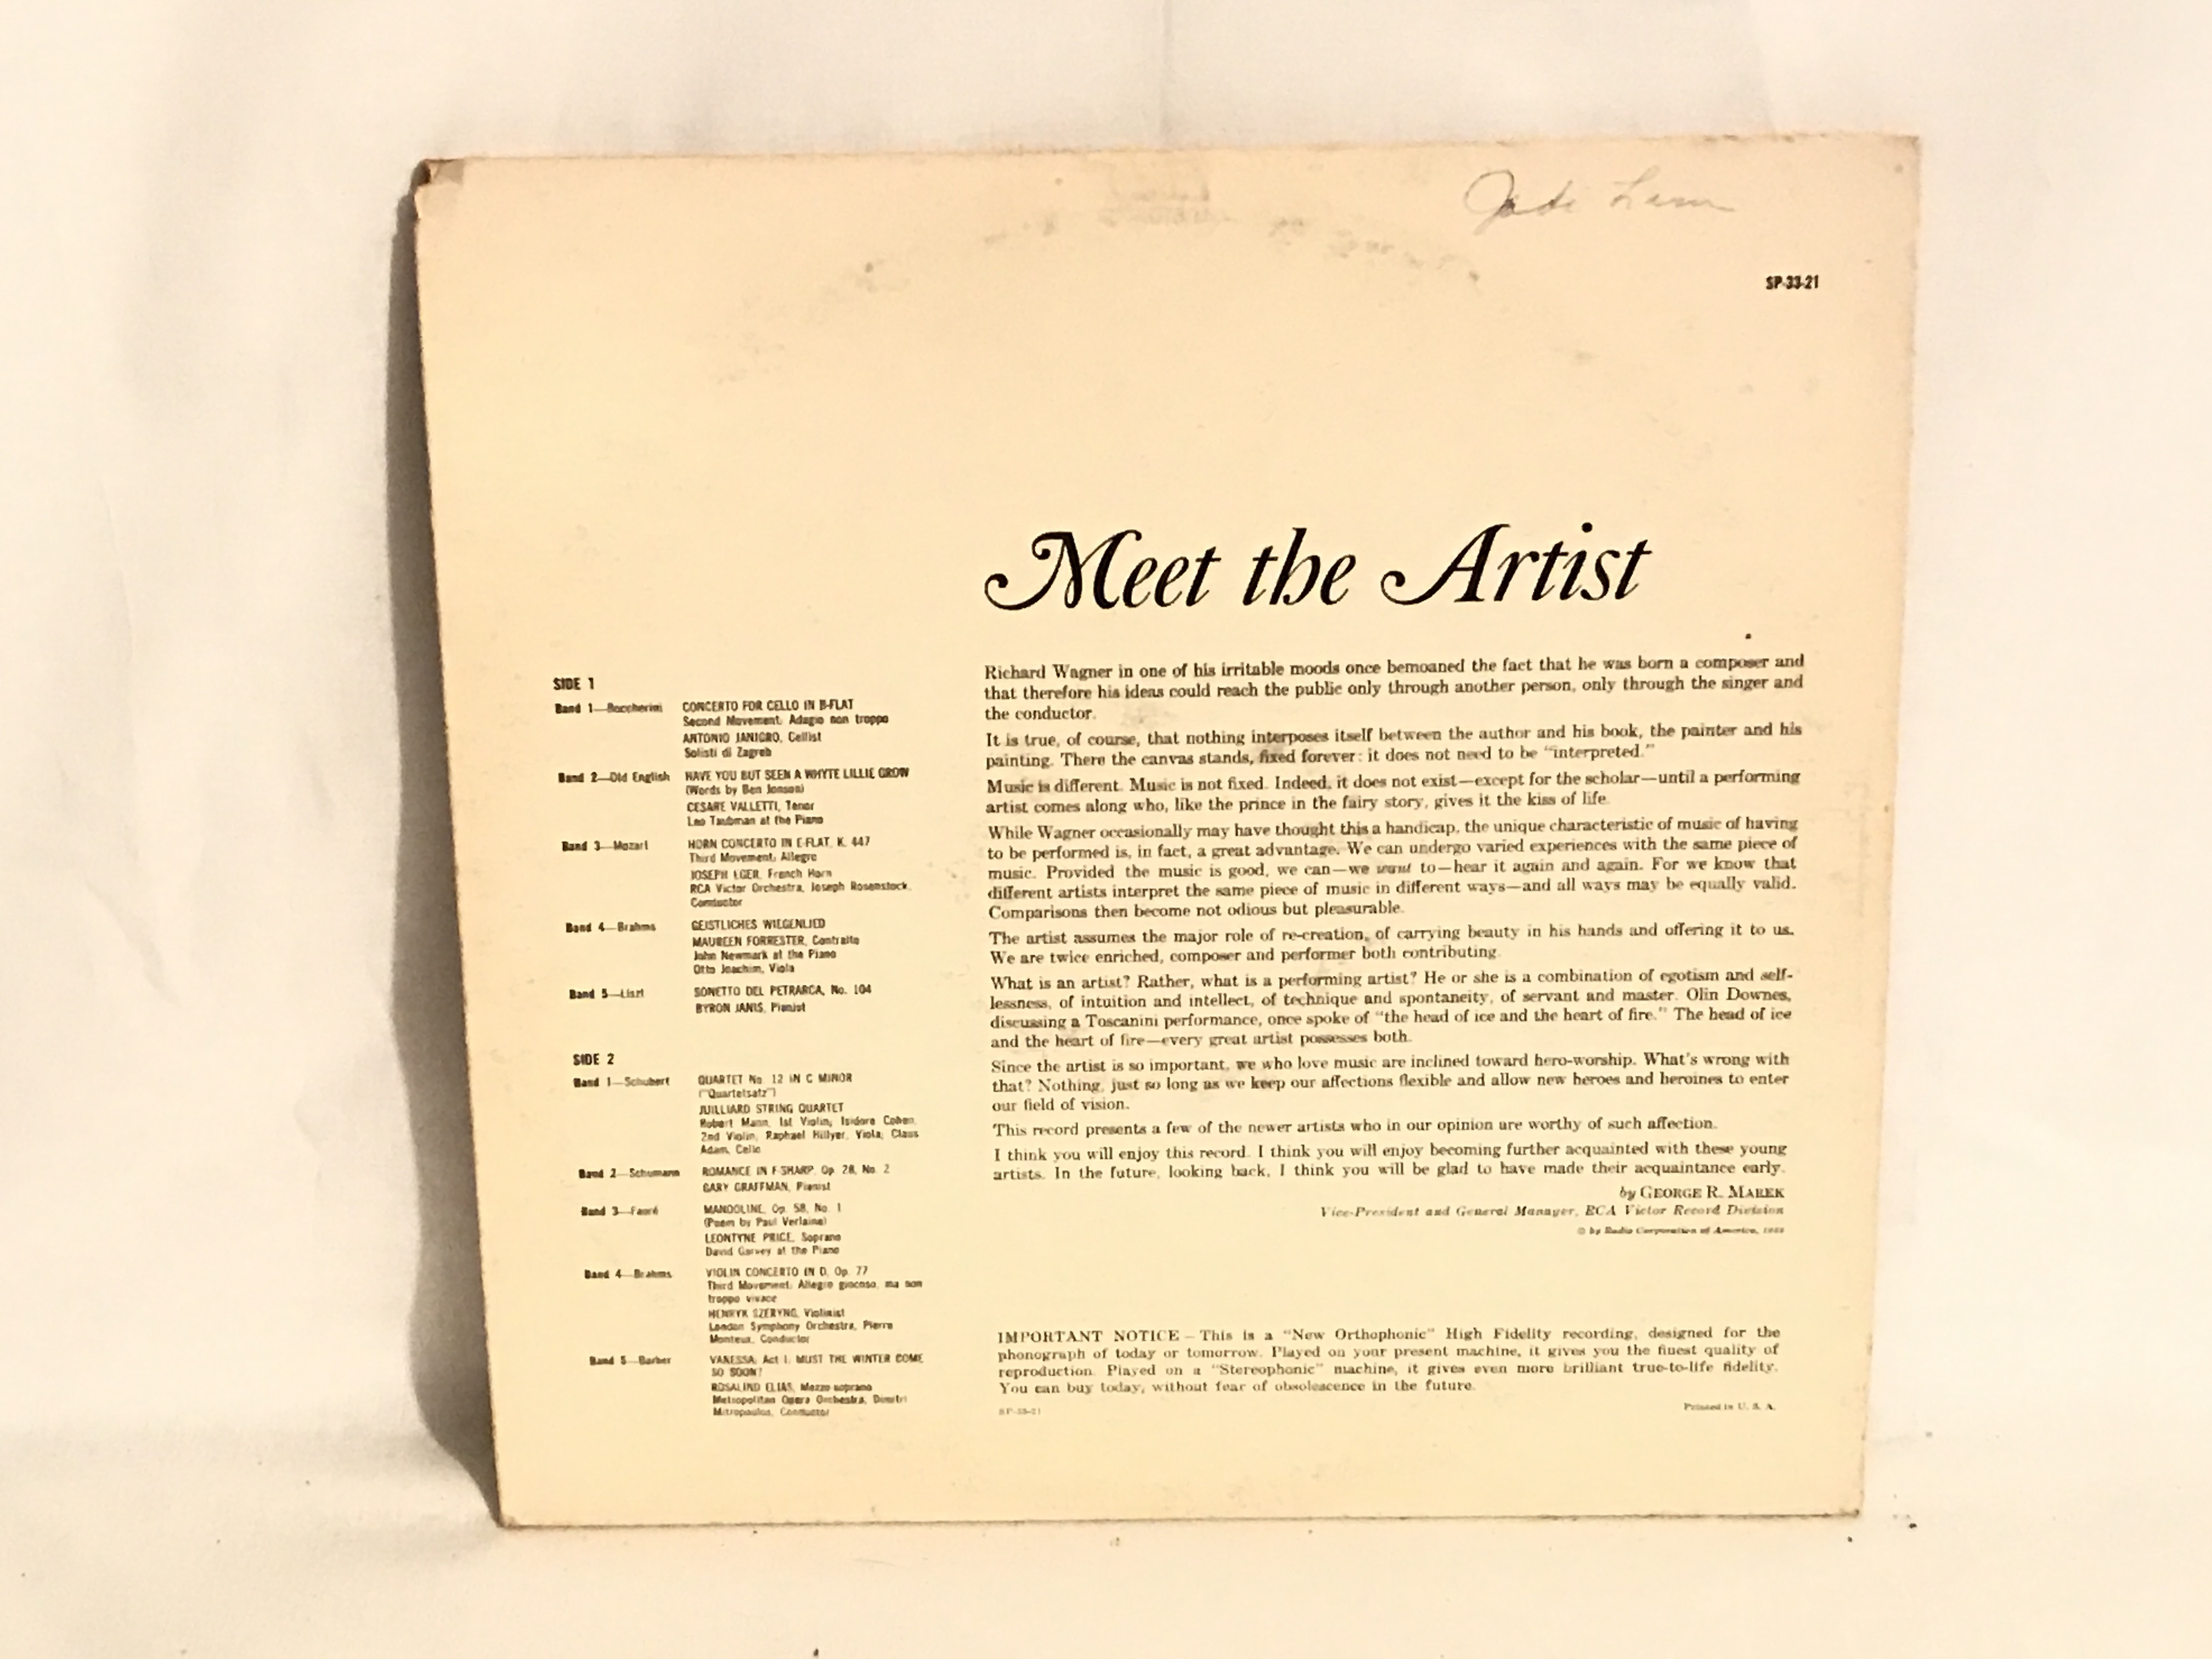 SP-33-21
Meet the Artist
SIDE 1
Band 1—Boccherini CONCERTO FOR CELLO IN B-FLAT
Second Movement: Adagio non troppo
ANTONIO JANIGRO, Cellist
Solisti di Zagreb
Band 2—Old English HAVE YOU BUT SEEN A WHYTE LILLIE GROW
(Words by Ben Jonson)
CESARE VALLETTI, Tenor
Leo Taubman at the Piano
Band 3—Mozart HORN CONCERTO IN E-FLAT, K. 447
Third Movement: Allegro
JOSEPH EGER, French Horn
RCA Victor Orchestra, Joseph Rosenstock,
Conductor
Band 4—Brahms GEISTLICHES WIEGENLIED
MAUREEN FORRESTER, Contralto
John Newmark at the Piano
Otto Joachim, Viola
Band 5—Liszt SONETTO DEL PETRARCA, No. 104
BYRON JANIS, Pianist
SIDE 2
Band 1—Schubert QUARTET No. 12 IN C MINOR
("Quartetsatz")
JUILLIARD STRING QUARTET
Robert Mann, 1st Violin; Isidore Cohen,
2nd Violin; Raphael Hillyer, Viola; Claus
Adam, Cello
Band 2—Schumann ROMANCE IN F-SHARP, Op. 28, No. 2
GARY GRAFFMAN, Pianist
Band 3—Fauré MANDOLINE, Op. 58, No. 1
(Poem by Paul Verlaine)
LEONTYNE PRICE, Soprano
David Garvey at the Piano
Band 4—Brahms VIOLIN CONCERTO IN D, Op. 77
Third Movement: Allegro giocoso, ma non
troppo vivace
HENRYK SZERYNG, Violinist
London Symphony Orchestra, Pierre
Monteux, Conductor
Band 5—Barber VANESSA: Act I: MUST THE WINTER COME
SO SOON?
ROSALIND ELIAS, Mezzo-soprano
Metropolitan Opera Orchestra, Dimitri
Mitropoulos, Conductor
Richard Wagner in one of his irritable moods once bemoaned the fact that he was born a composer and
that therefore his ideas could reach the public only through another person, only through the singer and
the conductor.
It is true, of course, that nothing interposes itself between the author and his book, the painter and his
painting. There the canvas stands, fixed forever: it does not need to be "interpreted."
Music is different. Music is not fixed. Indeed, it does not exist—except for the scholar—until a performing
artist comes along who, like the prince in the fairy story, gives it the kiss of life.
While Wagner occasionally may have thought this a handicap, the unique characteristic of music of having
to be performed is, in fact, a great advantage. We can undergo varied experiences with the same piece of
music. Provided the music is good, we can—we want to—hear it again and again. For we know that
different artists interpret the same piece of music in different ways—and all ways may be equally valid.
Comparisons then become not odious but pleasurable.
The artist assumes the major role of re-creation, of carrying beauty in his hands and offering it to us.
We are twice enriched, composer and performer both contributing.
What is an artist? Rather, what is a performing artist? He or she is a combination of egotism and self-
lessness, of intuition and intellect, of technique and spontaneity, of servant and master. Olin Downes,
discussing a Toscanini performance, once spoke of "the head of ice and the heart of fire." The head of ice
and the heart of fire—every great artist possesses both.
Since the artist is so important, we who love music are inclined toward hero-worship. What's wrong with
that? Nothing, just so long as we keep our affections flexible and allow new heroes and heroines to enter
our field of vision.
This record presents a few of the newer artists who in our opinion are worthy of such affection.
I think you will enjoy this record. I think you will enjoy becoming further acquainted with these young
artists. In the future, looking back, I think you will be glad to have made their acquaintance early.
by GEORGE R. MAREK
Vice-President and General Manager, RCA Victor Record Division
© by Radio Corporation of America,
IMPORTANT NOTICE – This is a "New Orthophonic" High Fidelity recording, designed for the
phonograph of today or tomorrow. Played on your present machine, it gives you the finest quality of
reproduction. Played on a "Stereophonic" machine, it gives even more brilliant true-to-life fidelity.
You can buy today, without fear of obsolescence in the future.
SP-33-21 Printed in U. S. A.